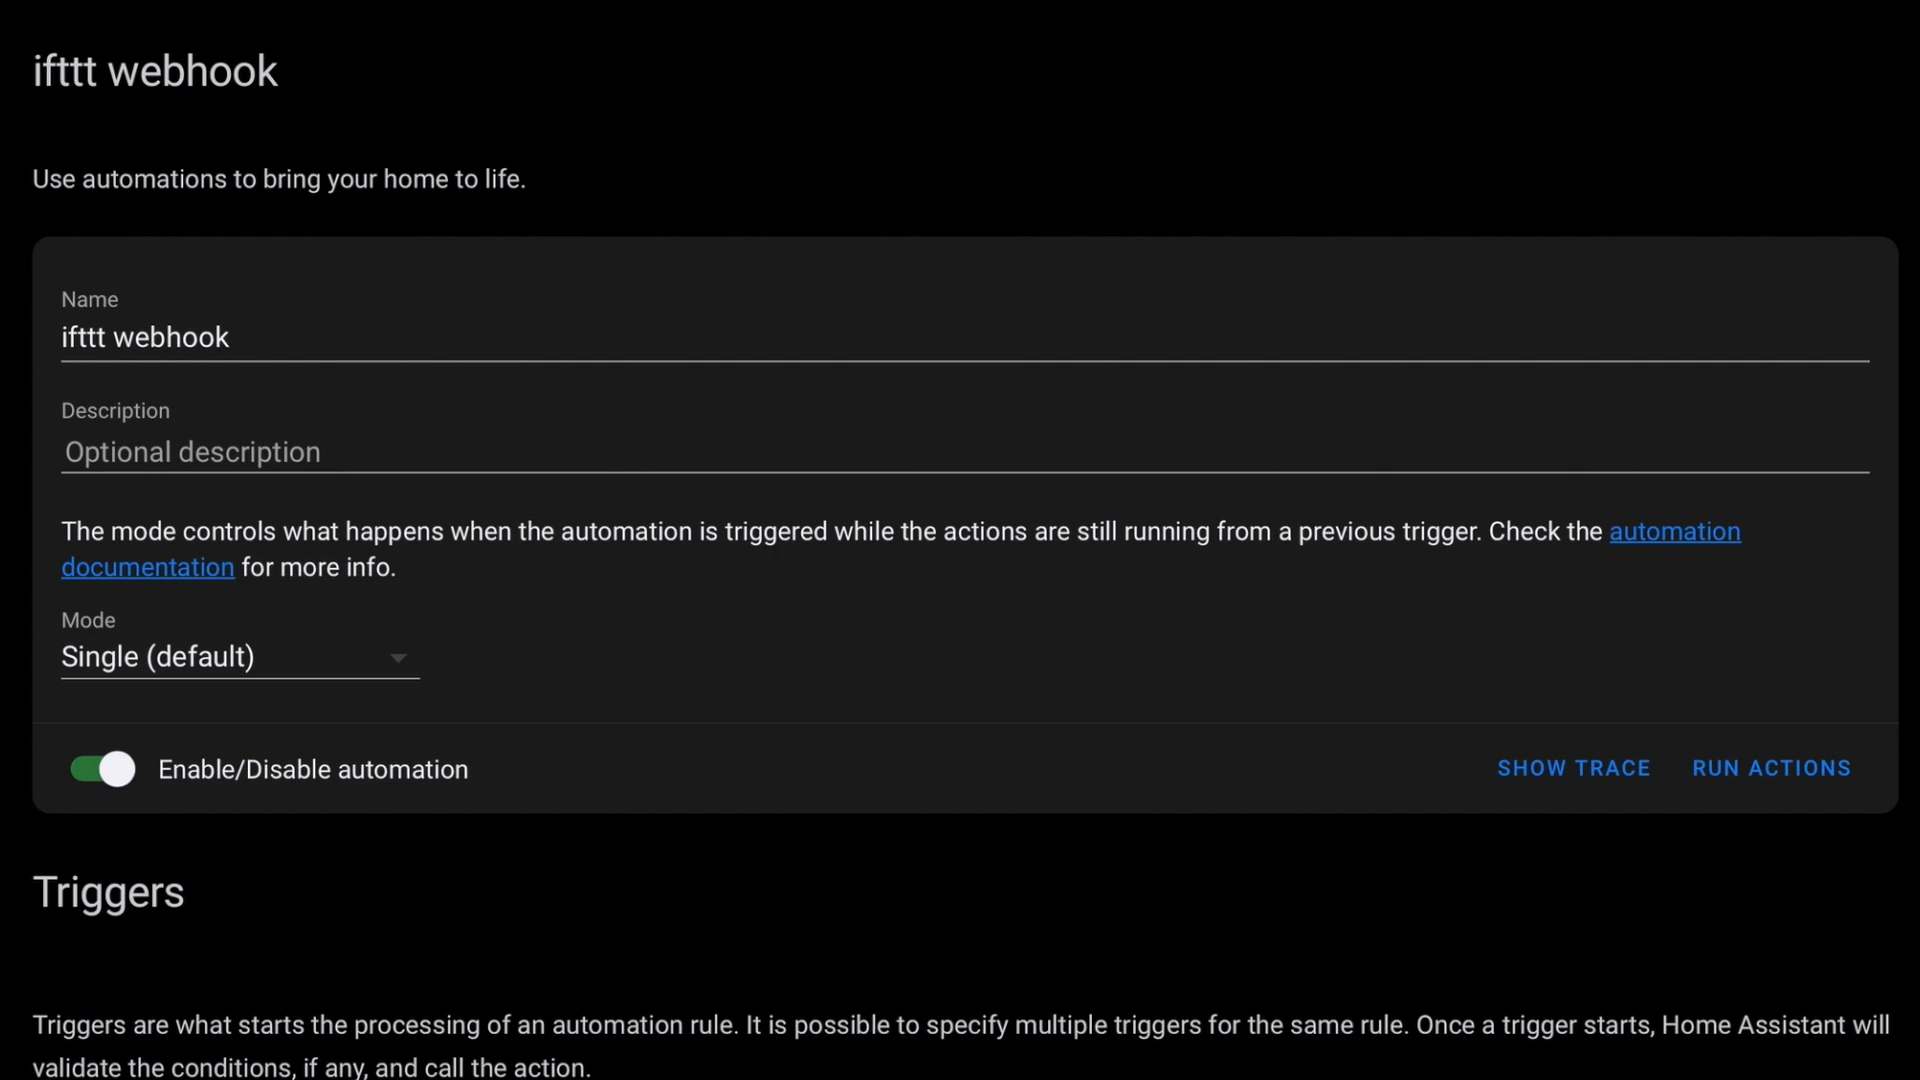 ifttt webhook
Use automations to bring your home to life.
Name
ifttt webhook
Description
Optional description
The mode controls what happens when the automation is triggered while the actions are still running from a previous trigger. Check the automation
documentation for more info.
Mode
Single (default)
Enable/Disable automation
SHOW TRACE
RUN ACTIONS
Triggers
Triggers are what starts the processing of an automation rule. It is possible to specify multiple triggers for the same rule. Once a trigger starts, Home Assistant will
validate the conditions, if any, and call the action.